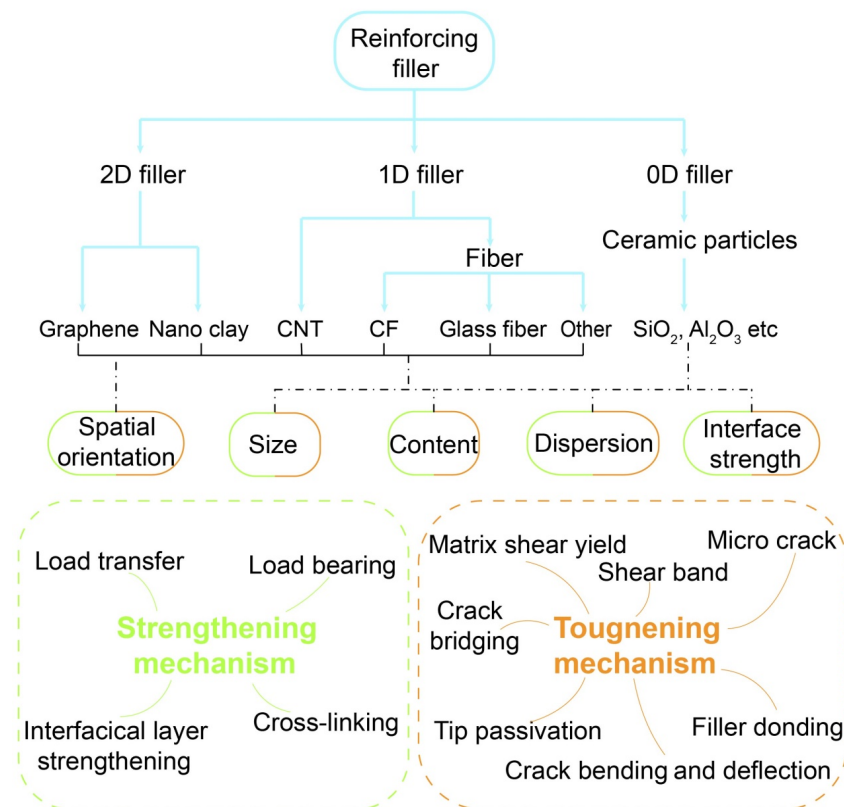 Reinforcing
filler
2D filler
1D filler
0D filler
Ceramic particles
Fiber
Graphene
Nano clay
CNT
CF
Glass fiber
Other
SiO₂, Al₂O₃ etc
Spatial
orientation
Size
Content
Dispersion
Interface
strength
Load transfer
Load bearing
Strengthening
mechanism
Interfacical layer
strengthening
Cross-linking
Matrix shear yield
Micro crack
Shear band
Crack
bridging
Tougnening
mechanism
Tip passivation
Filler donding
Crack bending and deflection